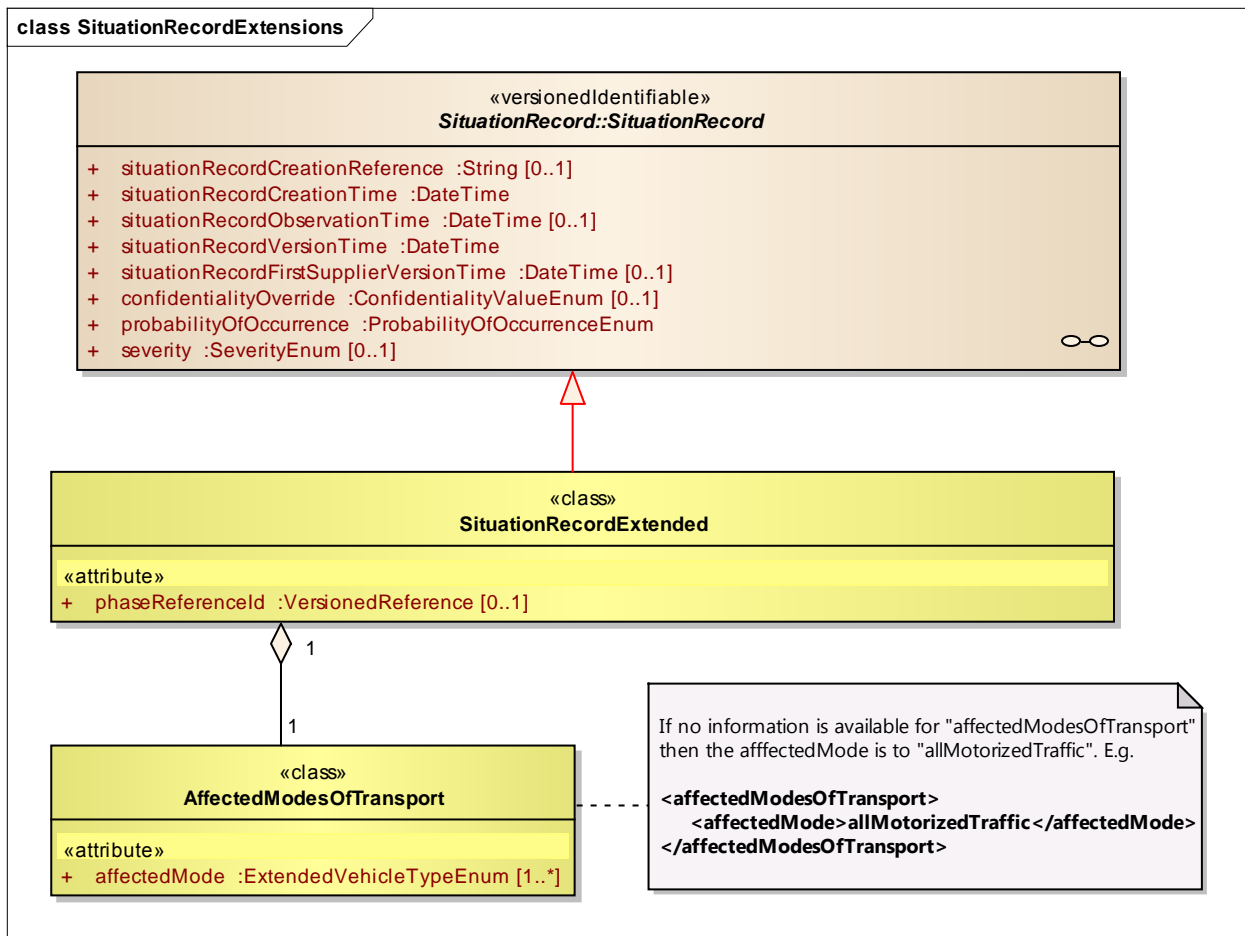 class SituationRecordExtensions
«versionedIdentifiable»
SituationRecord::SituationRecord
+ situationRecordCreationReference :String [0..1]
+ situationRecordCreationTime :DateTime
+ situationRecordObservationTime :DateTime [0..1]
+ situationRecordVersionTime :DateTime
+ situationRecordFirstSupplierVersionTime :DateTime [0..1]
+ confidentialityOverride :ConfidentialityValueEnum [0..1]
+ probabilityOfOccurrence :ProbabilityOfOccurrenceEnum
+ severity :SeverityEnum [0..1]
«class»
SituationRecordExtended
«attribute»
+ phaseReferenceId :VersionedReference [0..1]
1
1
«class»
AffectedModesOfTransport
«attribute»
+ affectedMode :ExtendedVehicleTypeEnum [1..*]
If no information is available for "affectedModesOfTransport"
then the afffectedMode is to "allMotorizedTraffic". E.g.
<affectedModesOfTransport>
<affectedMode>allMotorizedTraffic</affectedMode>
</affectedModesOfTransport>